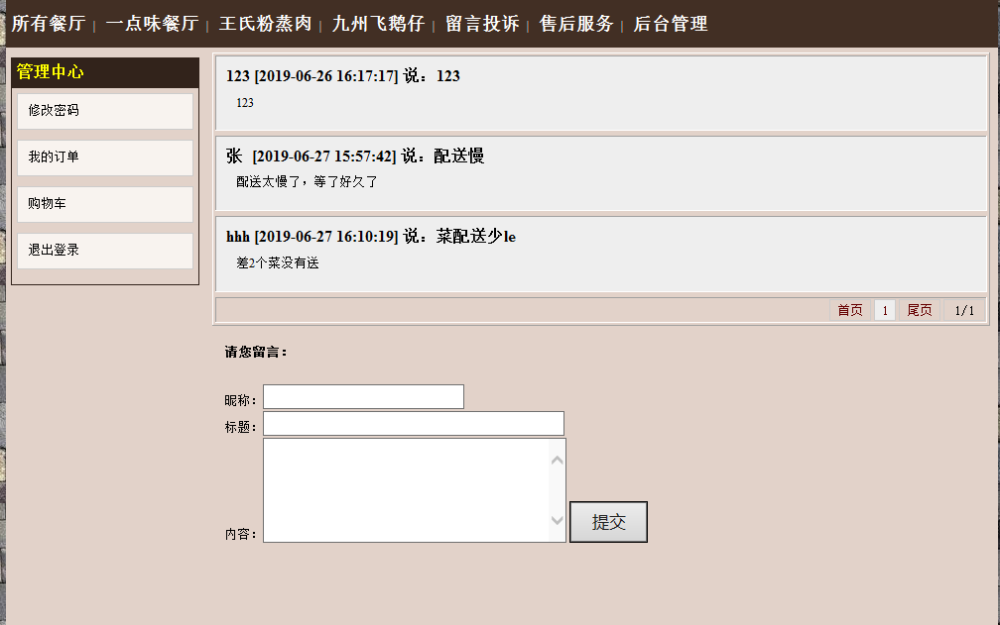 所有餐厅 | 一点味餐厅 | 王氏粉蒸肉 | 九州飞鹅仔 | 留言投诉 | 售后服务 | 后台管理
管理中心
修改密码
我的订单
购物车
退出登录
123 [2019-06-26 16:17:17] 说：123
123
张 [2019-06-27 15:57:42] 说：配送慢
配送太慢了，等了好久了
hhh [2019-06-27 16:10:19] 说：菜配送少le
差2个菜没有送
首页 1 尾页 1/1
请您留言：
昵称：
标题：
内容：
提交